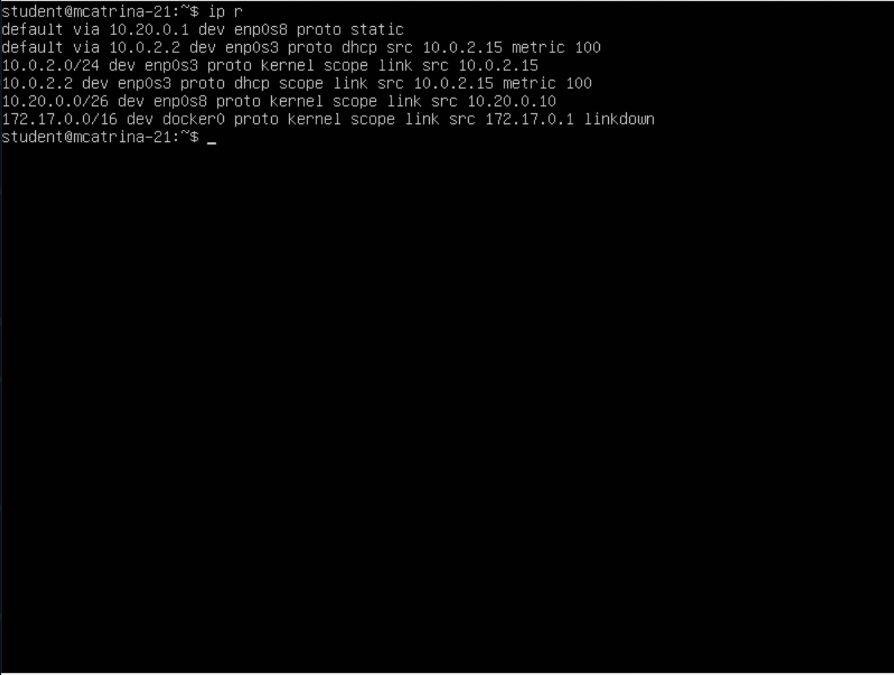 student@mcatrina-21:~$ ip r
default via 10.20.0.1 dev enp0s8 proto static
default via 10.0.2.2 dev enp0s3 proto dhcp src 10.0.2.15 metric 100
10.0.2.0/24 dev enp0s3 proto kernel scope link src 10.0.2.15
10.0.2.2 dev enp0s3 proto dhcp scope link src 10.0.2.15 metric 100
10.20.0.0/26 dev enp0s8 proto kernel scope link src 10.20.0.10
172.17.0.0/16 dev docker0 proto kernel scope link src 172.17.0.1 linkdown
student@mcatrina-21:~$ _